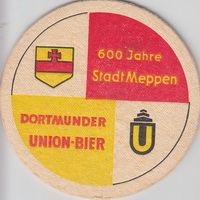 600 Jahre
Stadt Meppen
DORTMUNDER
UNION-BIER
U